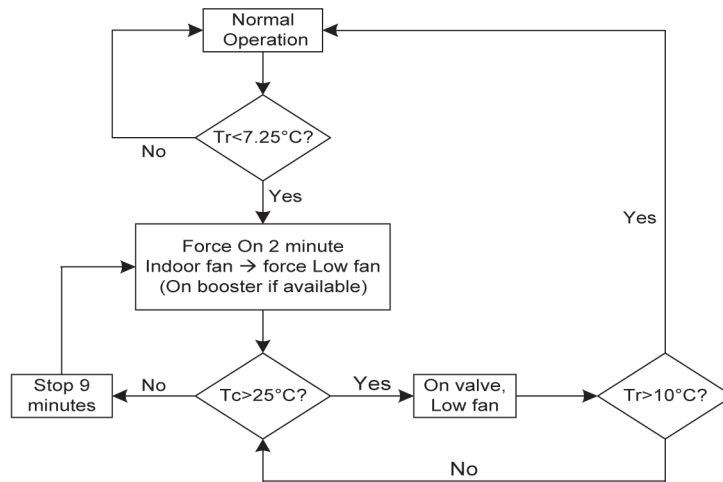 Normal
Operation
Tr<7.25°C?
No
Yes
Force On 2 minute
Indoor fan → force Low fan
(On booster if available)
Yes
Stop 9
minutes
No
Tc>25°C?
Yes
On valve,
Low fan
Tr>10°C?
No